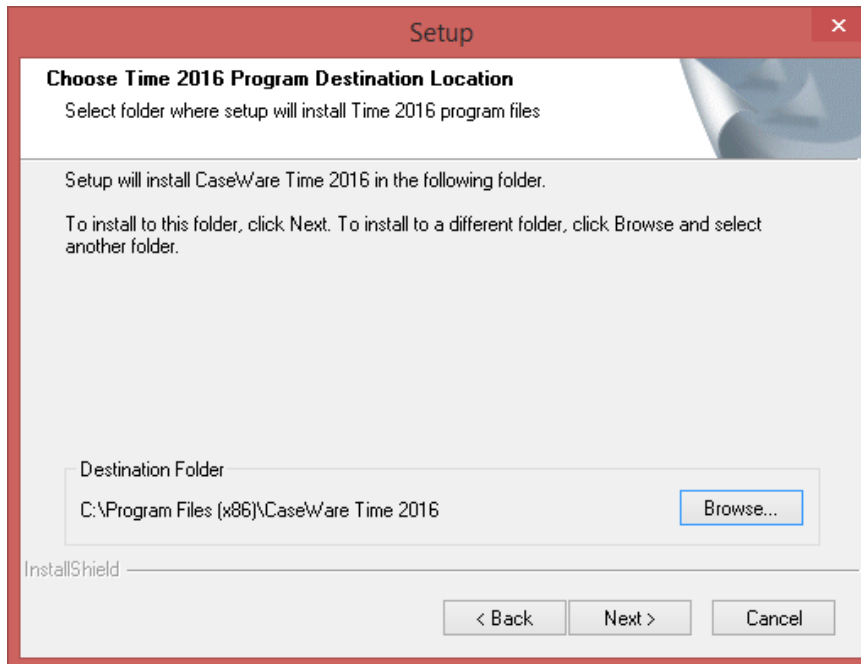 Setup
Choose Time 2016 Program Destination Location
Select folder where setup will install Time 2016 program files
Setup will install CaseWare Time 2016 in the following folder.
To install to this folder, click Next. To install to a different folder, click Browse and select
another folder.
Destination Folder
C:\Program Files (x86)\CaseWare Time 2016
Browse...
InstallShield
< Back
Next >
Cancel